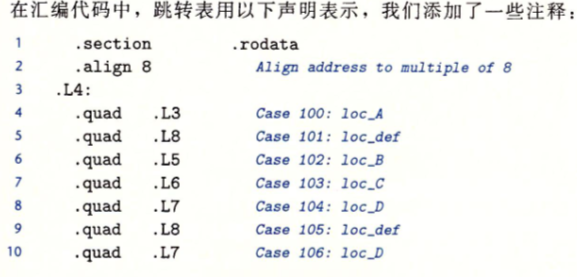 在汇编代码中，跳转表用以下声明表示，我们添加了一些注释：
1 .section .rodata
2 .align 8 Align address to multiple of 8
3 .L4:
4 .quad .L3 Case 100: loc_A
5 .quad .L8 Case 101: loc_def
6 .quad .L5 Case 102: loc_B
7 .quad .L6 Case 103: loc_C
8 .quad .L7 Case 104: loc_D
9 .quad .L8 Case 105: loc_def
10 .quad .L7 Case 106: loc_D